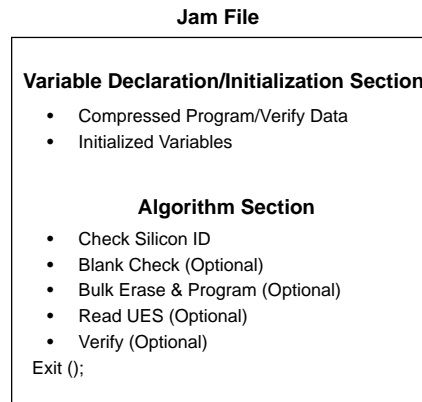 Jam File
Variable Declaration/Initialization Section
• Compressed Program/Verify Data
• Initialized Variables
Algorithm Section
• Check Silicon ID
• Blank Check (Optional)
• Bulk Erase & Program (Optional)
• Read UES (Optional)
• Verify (Optional)
Exit ();